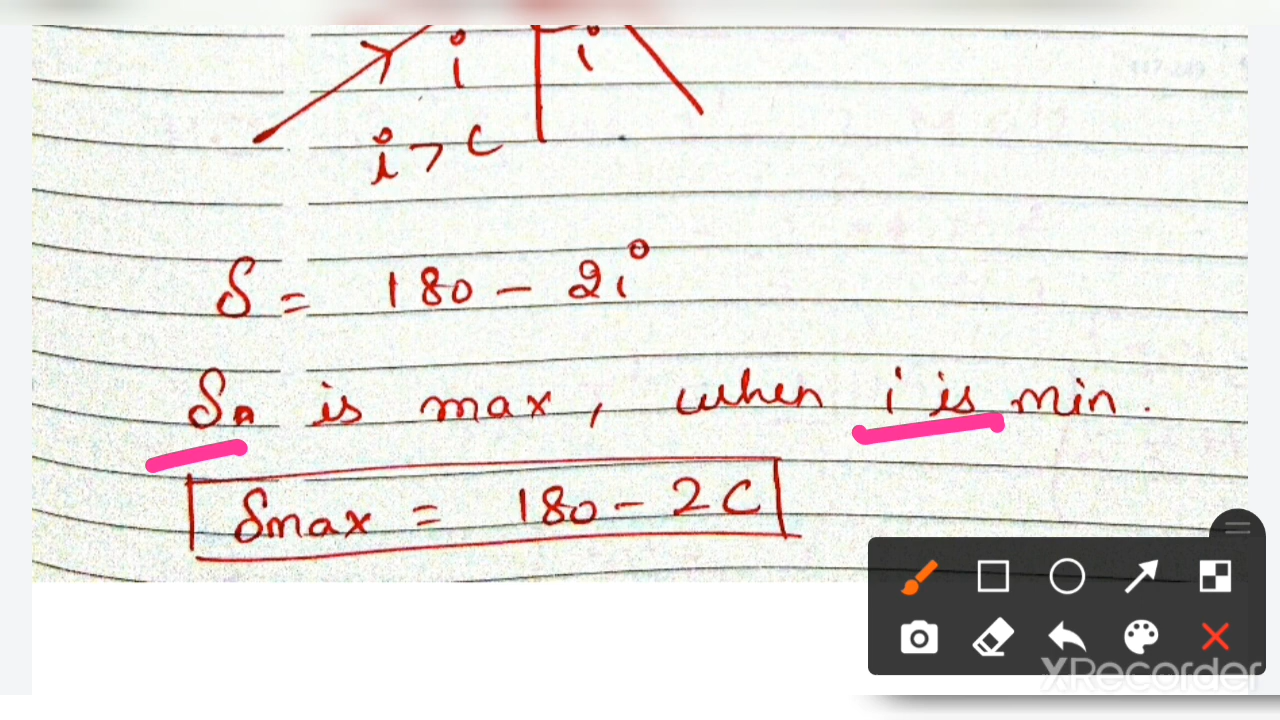 i i
i > C
δ = 180 - 2i
δ is max, when i is min.
δmax = 180 - 2C
XRecorder